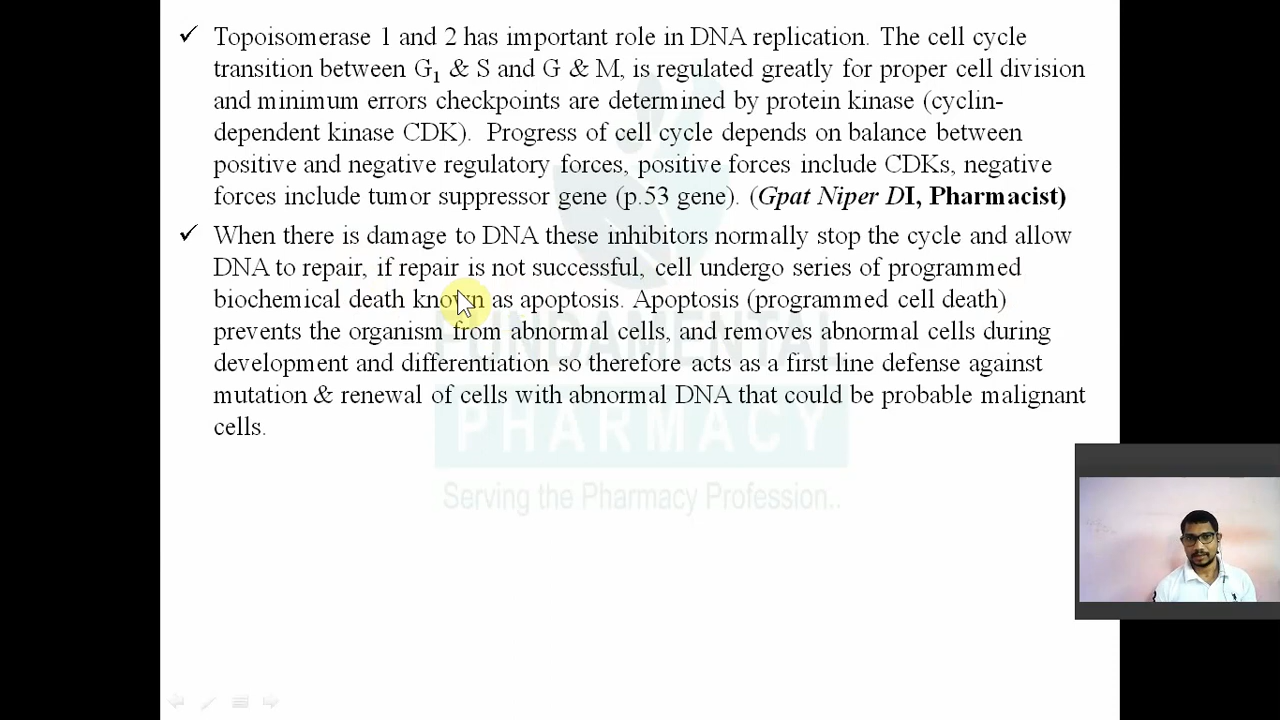 ✓ Topoisomerase 1 and 2 has important role in DNA replication. The cell cycle
transition between G₁ & S and G & M, is regulated greatly for proper cell division
and minimum errors checkpoints are determined by protein kinase (cyclin-
dependent kinase CDK). Progress of cell cycle depends on balance between
positive and negative regulatory forces, positive forces include CDKs, negative
forces include tumor suppressor gene (p.53 gene). (Gpat Niper DI, Pharmacist)
✓ When there is damage to DNA these inhibitors normally stop the cycle and allow
DNA to repair, if repair is not successful, cell undergo series of programmed
biochemical death known as apoptosis. Apoptosis (programmed cell death)
prevents the organism from abnormal cells, and removes abnormal cells during
development and differentiation so therefore acts as a first line defense against
mutation & renewal of cells with abnormal DNA that could be probable malignant
cells.
FUNDAMENTAL
PHARMACY
Serving the Pharmacy Profession..